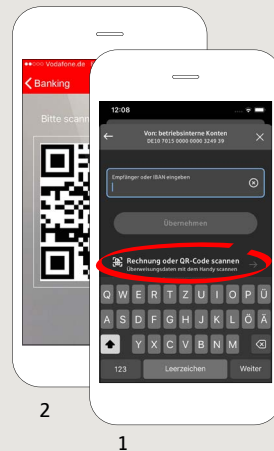 Vodafone.de
Banking
Bitte scann
12:08
Von: betriebsinterne Konten
DE10 7015 0000 0000 3249 39
Empfänger oder IBAN eingeben
Übernehmen
Rechnung oder QR-Code scannen
Überweisungsdaten mit dem Handy scannen
Q W E R T Z U I O P Ü
A S D F G H J K L Ö Ä
Y X C V B N M
123 Leerzeichen Weiter
2
1